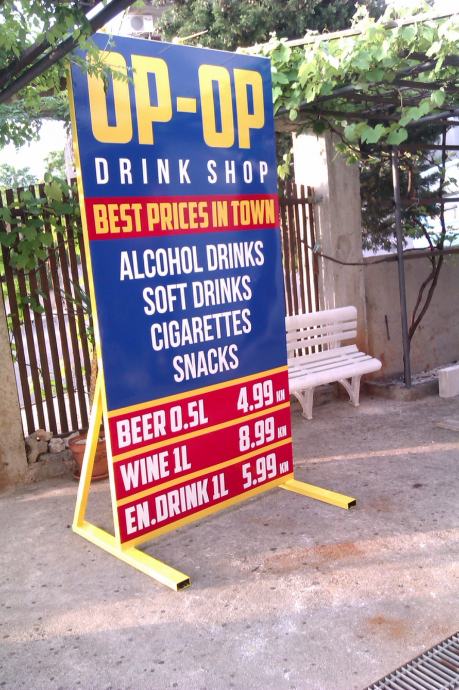 OP-OP
DRINK SHOP
BEST PRICES IN TOWN
ALCOHOL DRINKS
SOFT DRINKS
CIGARETTES
SNACKS
BEER 0.5L 4.99 KN
WINE 1L 8.99 KN
EN.DRINK 1L 5.99 KN